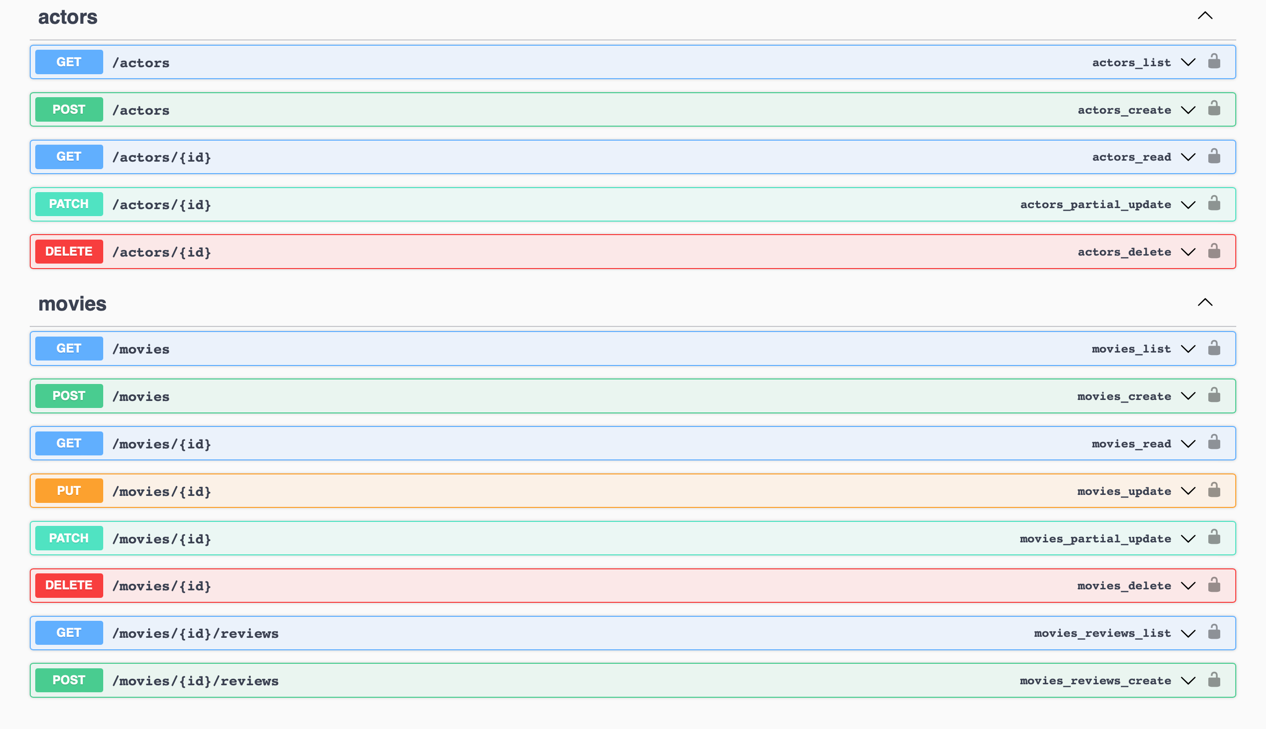 actors
GET /actors actors_list
POST /actors actors_create
GET /actors/{id} actors_read
PATCH /actors/{id} actors_partial_update
DELETE /actors/{id} actors_delete
movies
GET /movies movies_list
POST /movies movies_create
GET /movies/{id} movies_read
PUT /movies/{id} movies_update
PATCH /movies/{id} movies_partial_update
DELETE /movies/{id} movies_delete
GET /movies/{id}/reviews movies_reviews_list
POST /movies/{id}/reviews movies_reviews_create